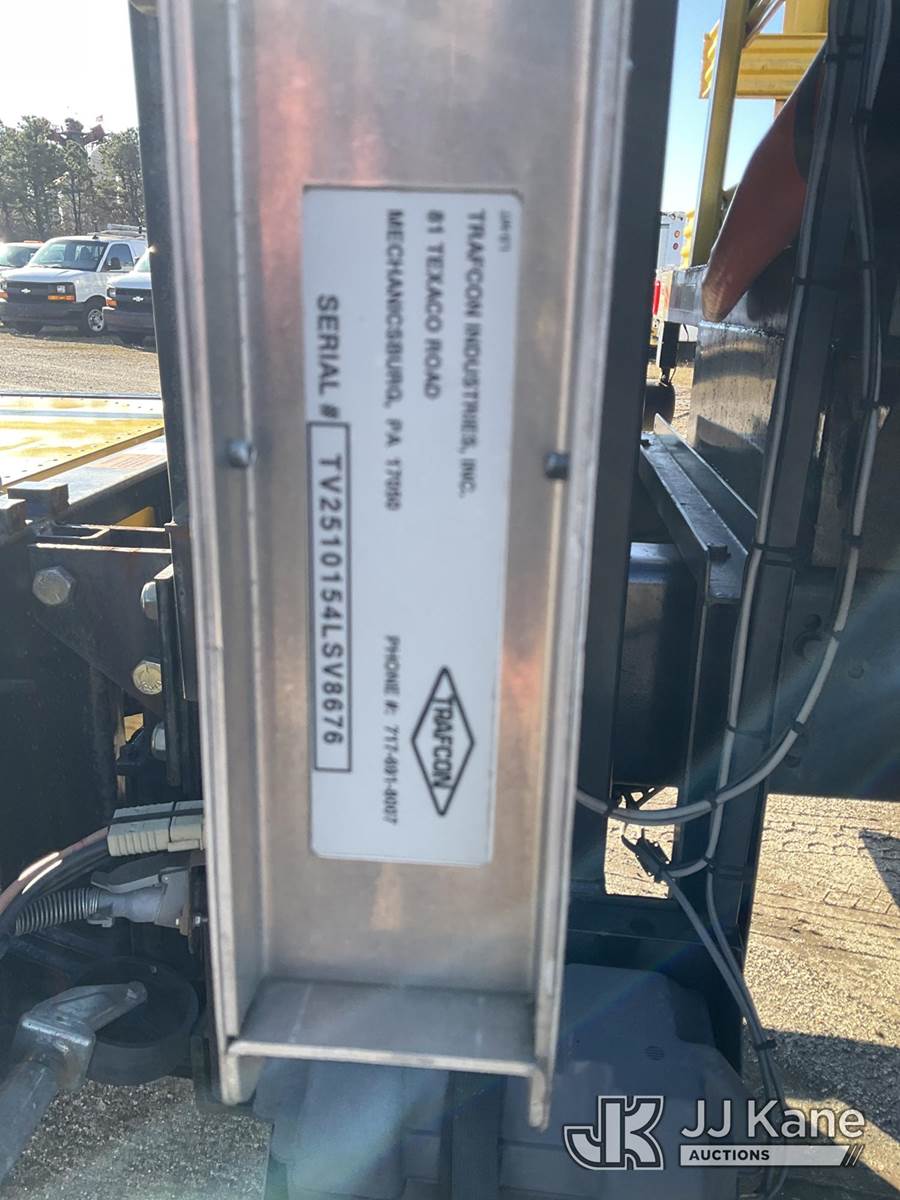 TRAFCON INDUSTRIES, INC.
81 TEXACO ROAD
MECHANICSBURG, PA 17050
PHONE #: 717-691-8007
TRAFCON
SERIAL # TV2510154LSV8676
JK JJ Kane
AUCTIONS